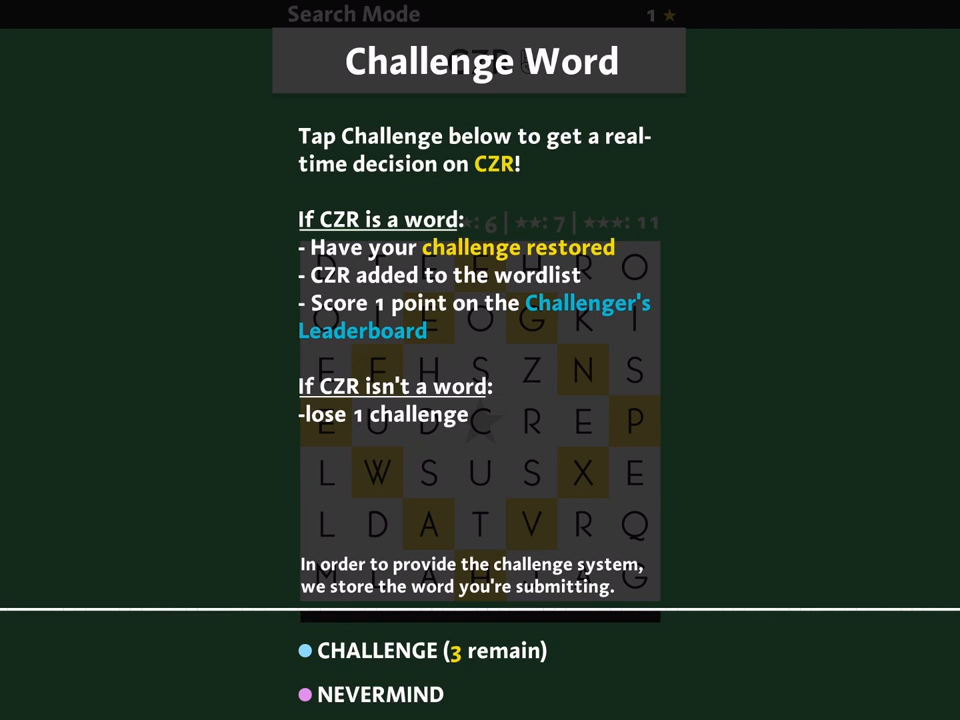 Search Mode 1 ★
Challenge Word
Tap Challenge below to get a real-
time decision on CZR!
If CZR is a word:
★: 6 | ★★: 7 | ★★★: 11
- Have your challenge restored
- CZR added to the wordlist
- Score 1 point on the Challenger's
Leaderboard
H R O
O G K I
H S Z N S
If CZR isn't a word:
-lose 1 challenge
E U D C R E P
L W S U S X E
L D A T V R Q
In order to provide the challenge system,
we store the word you're submitting.
G
CHALLENGE (3 remain)
NEVERMIND